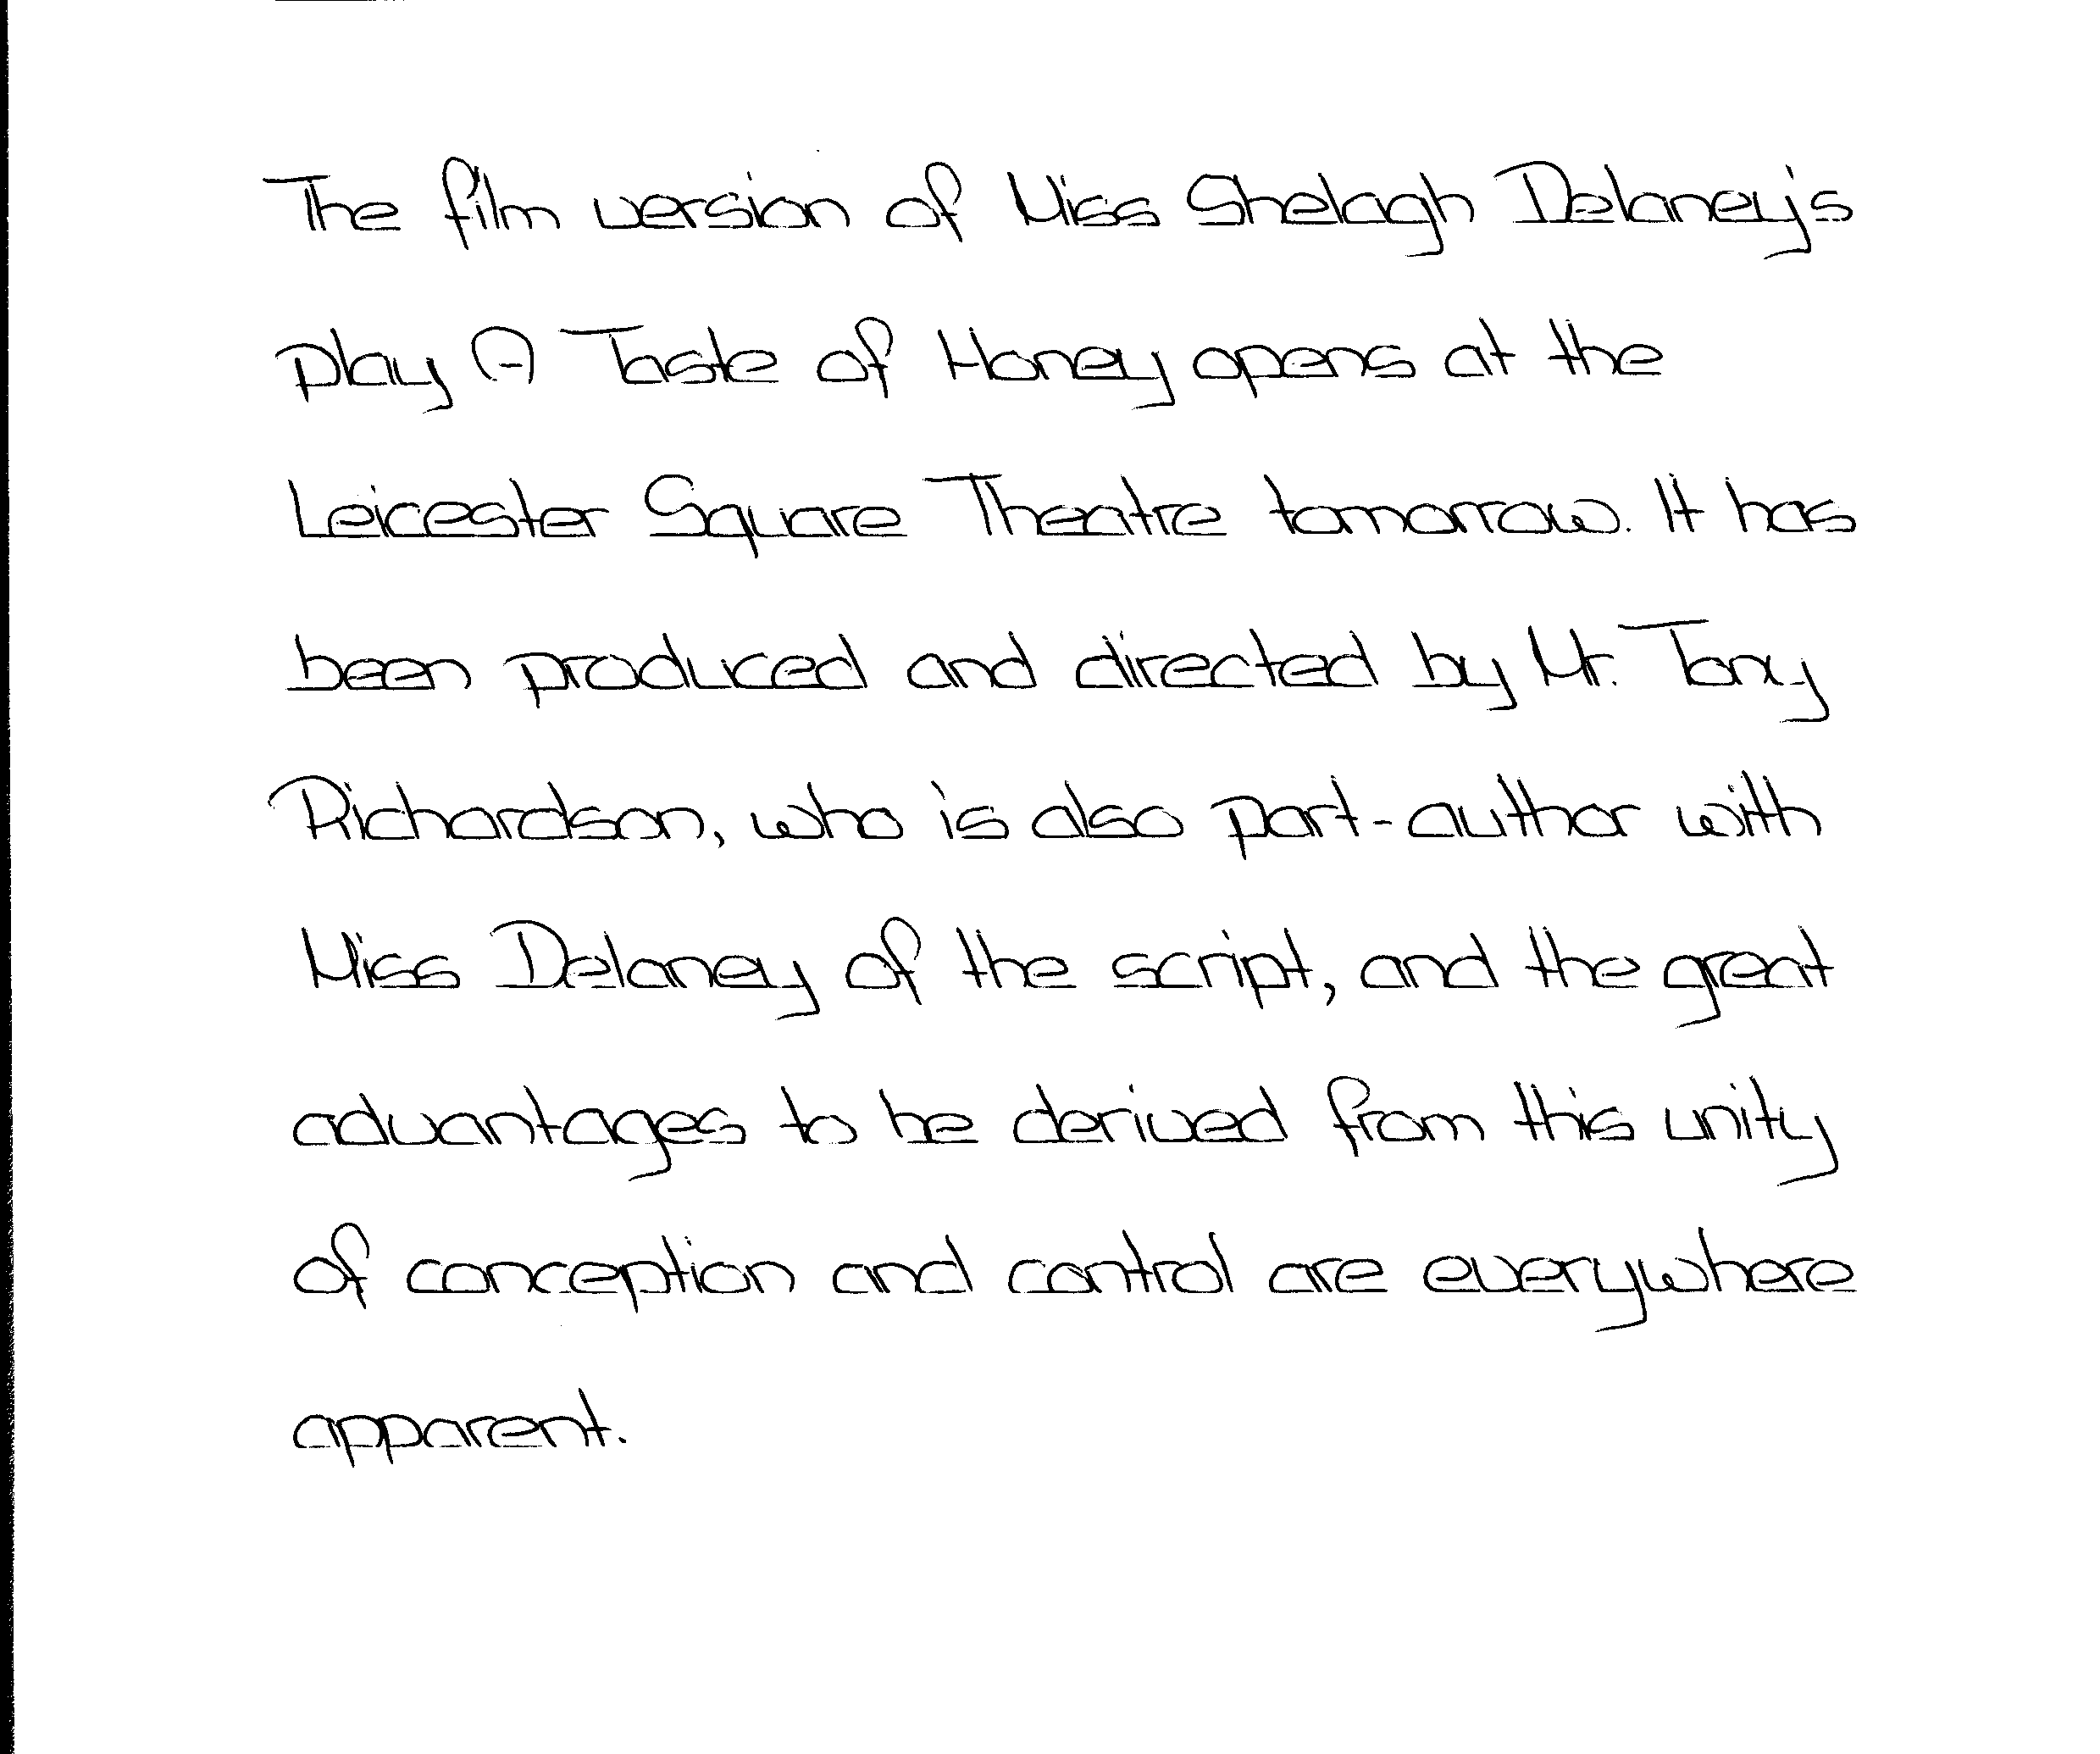 The film version of Miss Shelagh Delaney's
play A Taste of Honey opens at the
Leicester Square Theatre tomorrow. It has
been produced and directed by Mr. Tony
Richardson, who is also part-author with
Miss Delaney of the script, and the great
advantages to be derived from this unity
of conception and control are everywhere
apparent.